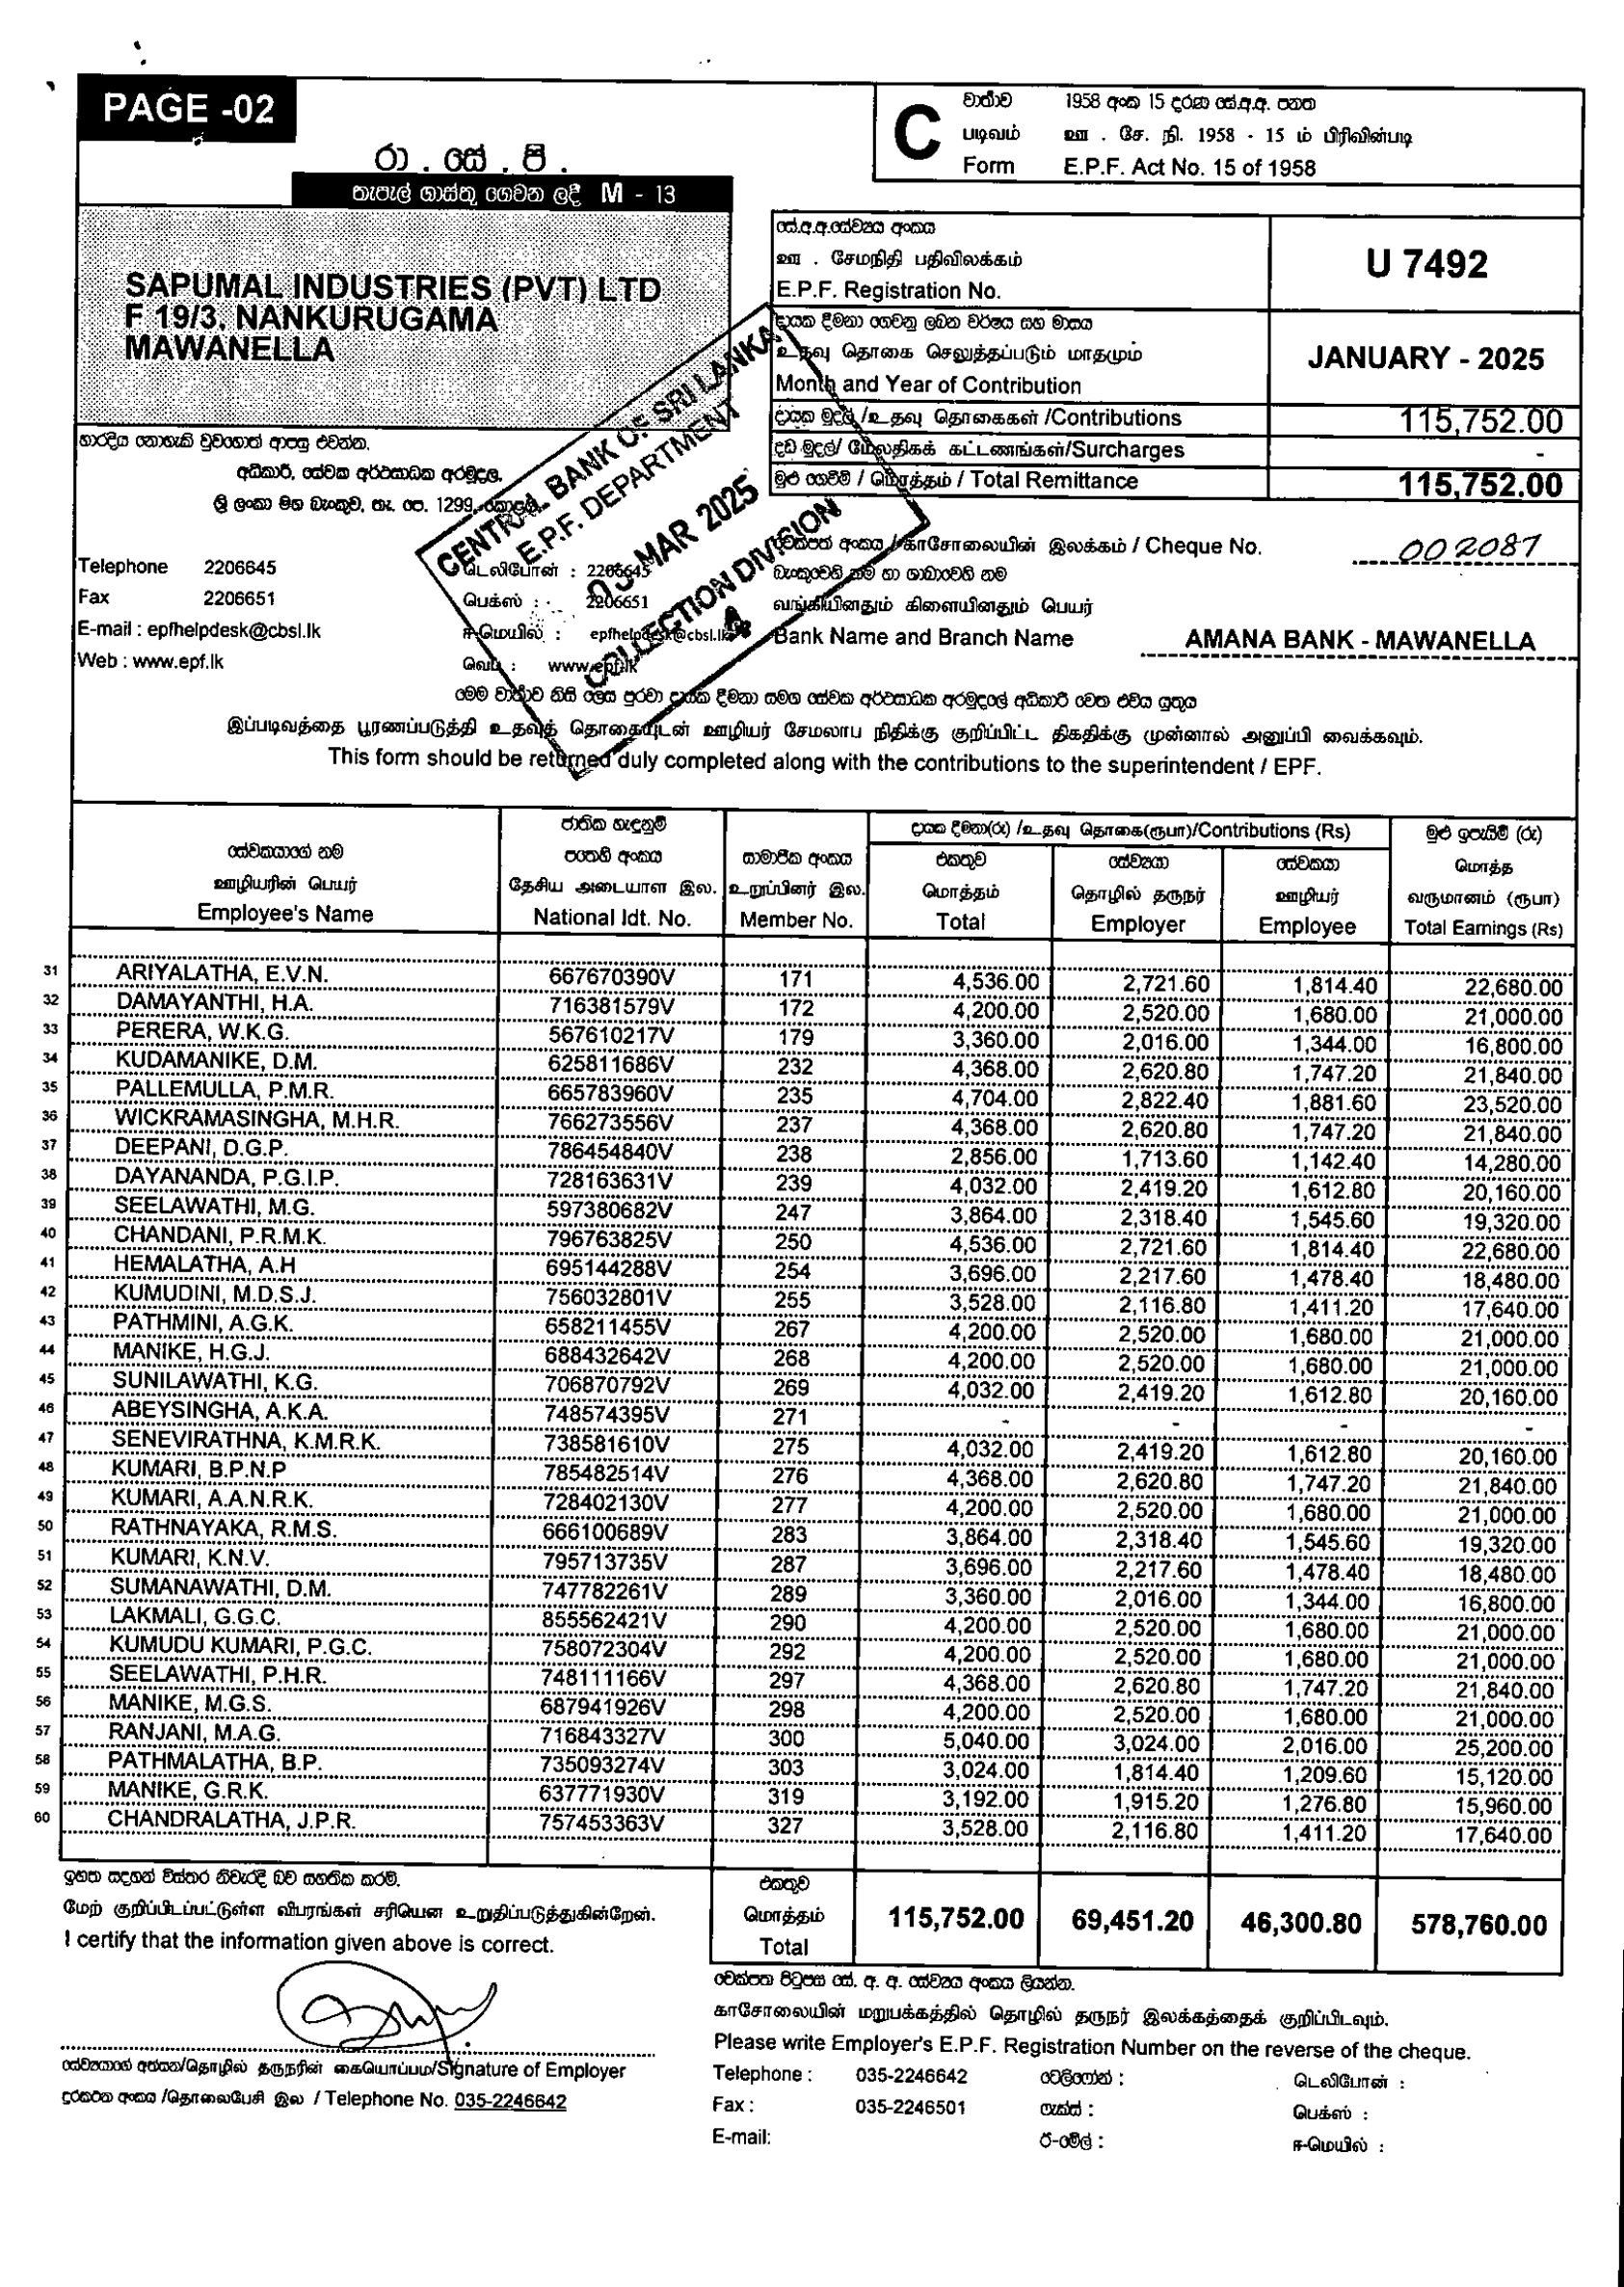 PAGE -02
රා . සේ . පි .
තැපැල් ගාස්තු ගෙවන ලදී M - 13
C
වාර්තාව 1958 අංක 15 දරණ සේ.අ.අ. පනත
படிவம் ஊ . சே. நி. 1958 - 15 ம் பிரிவின்படி
Form E.P.F. Act No. 15 of 1958
SAPUMAL INDUSTRIES (PVT) LTD
F 19/3, NANKURUGAMA
MAWANELLA
සේ.අ.අ.සේව්‍යය අංකය
ஊ . சேமநிதி பதிவிலக்கம்
E.P.F. Registration No. U 7492
දායක දීමනා ගෙවනු ලබන වර්ෂය සහ මාසය
உதவு தொகை செலுத்தப்படும் மாதமும்
Month and Year of Contribution JANUARY - 2025
දායක මුදල් /உதவு தொகைகள் /Contributions 115,752.00
දඩ මුදල්/ மேலதிகக் கட்டணங்கள்/Surcharges -
මුළු ගෙවීම් / மொத்தம் / Total Remittance 115,752.00
භාරදිය නොහැකි වුවහොත් ආපසු එවන්න.
අධිකාරී, සේවක අර්ථසාධක අරමුදල,
ශ්‍රී ලංකා මහ බැංකුව, තැ. පෙ. 1299, කොළඹ.
CENTRAL BANK OF SRI LANKA
E.P.F. DEPARTMENT
03 MAR 2025
COLLECTION DIVISION
Telephone 2206645 டெலிபோன் : 2206645
Fax 2206651 பெக்ஸ் : 2206651
E-mail : epfhelpdesk@cbsl.lk ஈ-மெயில் : epfhelpdesk@cbsl.lk
Web : www.epf.lk வெப் : www.epf.lk
චෙක්පත් අංකය / காசோலையின் இலக்கம் / Cheque No. 002087
බැංකුවෙහි නම හා ශාඛාවෙහි නම
வங்கியினதும் கிளையினதும் பெயர்
Bank Name and Branch Name AMANA BANK - MAWANELLA
මෙම වාර්තාව නිසි ලෙස පුරවා දායක දීමනා සමග සේවක අර්ථසාධක අරමුදලේ අධිකාරී වෙත එවිය යුතුය
இப்படிவத்தை பூரணப்படுத்தி உதவுத் தொகையுடன் ஊழியர் சேமலாப நிதிக்கு குறிப்பிட்ட திகதிக்கு முன்னால் அனுப்பி வைக்கவும்.
This form should be returned duly completed along with the contributions to the superintendent / EPF.
සේවකයාගේ නම ஊழியரின் பெயர் Employee's Name
ජාතික හැඳුනුම් පතෙහි අංකය தேசிய அடையாள இல. National Idt. No.
සාමාජික අංකය உறுப்பினர் இல. Member No.
දායක දීමනා(රු) /உதவு தொகை(ரூபா)/Contributions (Rs)
එකතුව மொத்தம் Total
සේව්‍යයා தொழில் தருநர் Employer
සේවකයා ஊழியர் Employee
මුළු ඉපැයීම් (රු) மொத்த வருமானம் (ரூபா) Total Earnings (Rs)
31 ARIYALATHA, E.V.N. 667670390V 171 4,536.00 2,721.60 1,814.40 22,680.00
32 DAMAYANTHI, H.A. 716381579V 172 4,200.00 2,520.00 1,680.00 21,000.00
33 PERERA, W.K.G. 567610217V 179 3,360.00 2,016.00 1,344.00 16,800.00
34 KUDAMANIKE, D.M. 625811686V 232 4,368.00 2,620.80 1,747.20 21,840.00
35 PALLEMULLA, P.M.R. 665783960V 235 4,704.00 2,822.40 1,881.60 23,520.00
36 WICKRAMASINGHA, M.H.R. 766273556V 237 4,368.00 2,620.80 1,747.20 21,840.00
37 DEEPANI, D.G.P. 786454840V 238 2,856.00 1,713.60 1,142.40 14,280.00
38 DAYANANDA, P.G.I.P. 728163631V 239 4,032.00 2,419.20 1,612.80 20,160.00
39 SEELAWATHI, M.G. 597380682V 247 3,864.00 2,318.40 1,545.60 19,320.00
40 CHANDANI, P.R.M.K. 796763825V 250 4,536.00 2,721.60 1,814.40 22,680.00
41 HEMALATHA, A.H 695144288V 254 3,696.00 2,217.60 1,478.40 18,480.00
42 KUMUDINI, M.D.S.J. 756032801V 255 3,528.00 2,116.80 1,411.20 17,640.00
43 PATHMINI, A.G.K. 658211455V 267 4,200.00 2,520.00 1,680.00 21,000.00
44 MANIKE, H.G.J. 688432642V 268 4,200.00 2,520.00 1,680.00 21,000.00
45 SUNILAWATHI, K.G. 706870792V 269 4,032.00 2,419.20 1,612.80 20,160.00
46 ABEYSINGHA, A.K.A. 748574395V 271 - - - -
47 SENEVIRATHNA, K.M.R.K. 738581610V 275 4,032.00 2,419.20 1,612.80 20,160.00
48 KUMARI, B.P.N.P 785482514V 276 4,368.00 2,620.80 1,747.20 21,840.00
49 KUMARI, A.A.N.R.K. 728402130V 277 4,200.00 2,520.00 1,680.00 21,000.00
50 RATHNAYAKA, R.M.S. 666100689V 283 3,864.00 2,318.40 1,545.60 19,320.00
51 KUMARI, K.N.V. 795713735V 287 3,696.00 2,217.60 1,478.40 18,480.00
52 SUMANAWATHI, D.M. 747782261V 289 3,360.00 2,016.00 1,344.00 16,800.00
53 LAKMALI, G.G.C. 855562421V 290 4,200.00 2,520.00 1,680.00 21,000.00
54 KUMUDU KUMARI, P.G.C. 758072304V 292 4,200.00 2,520.00 1,680.00 21,000.00
55 SEELAWATHI, P.H.R. 748111166V 297 4,368.00 2,620.80 1,747.20 21,840.00
56 MANIKE, M.G.S. 687941926V 298 4,200.00 2,520.00 1,680.00 21,000.00
57 RANJANI, M.A.G. 716843327V 300 5,040.00 3,024.00 2,016.00 25,200.00
58 PATHMALATHA, B.P. 735093274V 303 3,024.00 1,814.40 1,209.60 15,120.00
59 MANIKE, G.R.K. 637771930V 319 3,192.00 1,915.20 1,276.80 15,960.00
60 CHANDRALATHA, J.P.R. 757453363V 327 3,528.00 2,116.80 1,411.20 17,640.00
ඉහත සඳහන් විස්තර නිවැරදි බව සහතික කරමි.
மேற் குறிப்பிடப்பட்டுள்ள விபரங்கள் சரியென உறுதிப்படுத்துகின்றேன்.
I certify that the information given above is correct.
එකතුව மொத்தம் Total 115,752.00 69,451.20 46,300.80 578,760.00
චෙක්පත පිටුපස සේ. අ. අ. සේව්‍යය අංකය ලියන්න.
காசோலையின் மறுபக்கத்தில் தொழில் தருநர் இலக்கத்தைக் குறிப்பிடவும்.
Please write Employer's E.P.F. Registration Number on the reverse of the cheque.
සේව්‍යයාගේ අත්සන/தொழில் தருநரின் கையொப்பம்/Signature of Employer
දුරකථන අංකය /தொலைபேசி இல / Telephone No. 035-2246642
Telephone : 035-2246642 ටෙලිෆෝන් : டெலிபோன் :
Fax : 035-2246501 ෆැක්ස් : பெக்ஸ் :
E-mail: ඊ-මේල් : ஈ-மெயில் :